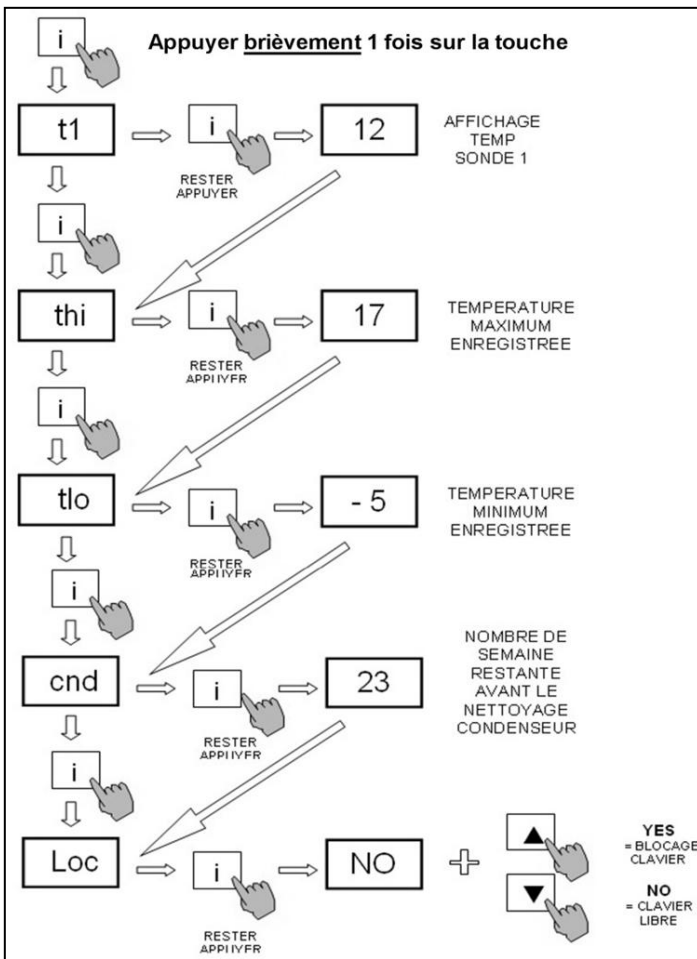 i
Appuyer brièvement 1 fois sur la touche
t1
i
RESTER
APPUYER
12
AFFICHAGE
TEMP
SONDE 1
i
thi
i
RESTER
APPUYER
17
TEMPERATURE
MAXIMUM
ENREGISTREE
i
tlo
i
RESTER
APPUYER
- 5
TEMPERATURE
MINIMUM
ENREGISTREE
i
cnd
i
RESTER
APPUYER
23
NOMBRE DE
SEMAINE
RESTANTE
AVANT LE
NETTOYAGE
CONDENSEUR
i
Loc
i
RESTER
APPUYER
NO
YES
= BLOCAGE
CLAVIER
NO
= CLAVIER
LIBRE